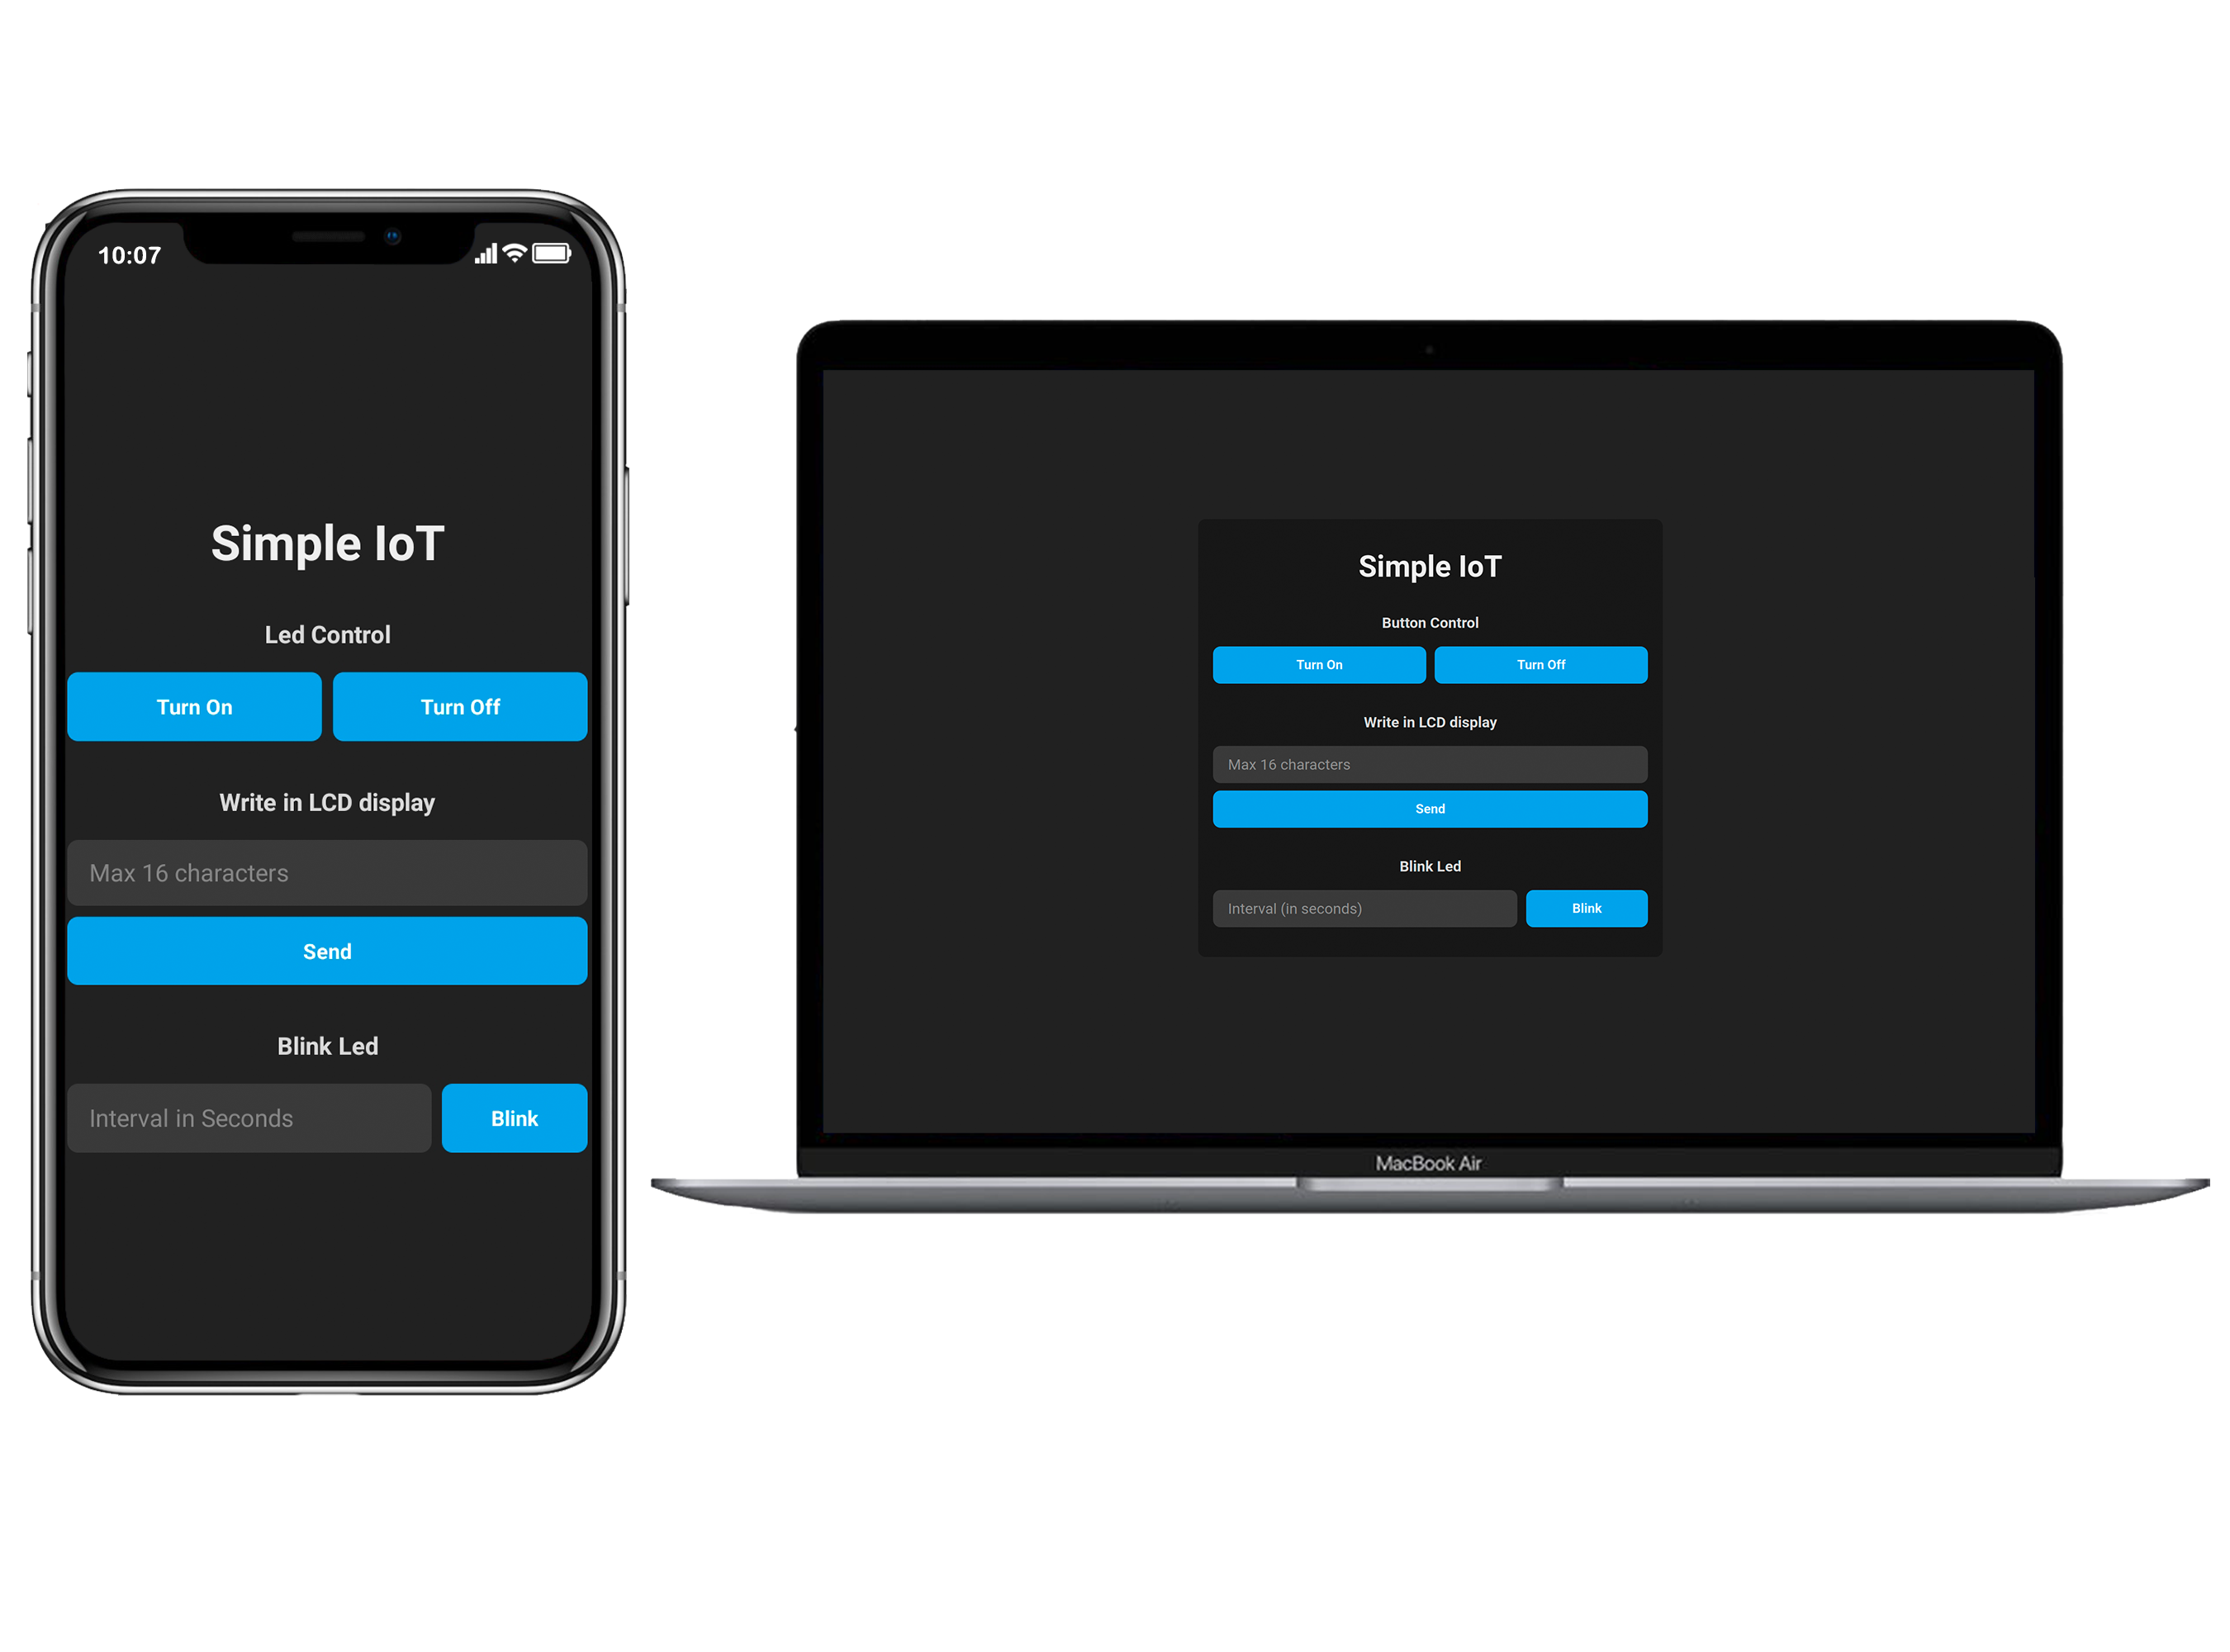 10:07
Simple IoT
Led Control
Turn On Turn Off
Write in LCD display
Max 16 characters
Send
Blink Led
Interval in Seconds Blink
Simple IoT
Button Control
Turn On Turn Off
Write in LCD display
Max 16 characters
Send
Blink Led
Interval (in seconds) Blink
MacBook Air